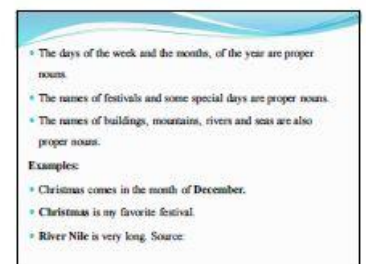 The days of the week and the months, of the year are proper
nouns.
The names of festivals and some special days are proper nouns.
The names of buildings, mountains, rivers and seas are also
proper nouns.
Examples:
Christmas comes in the month of December.
Christmas is my favorite festival.
River Nile is very long. Source: